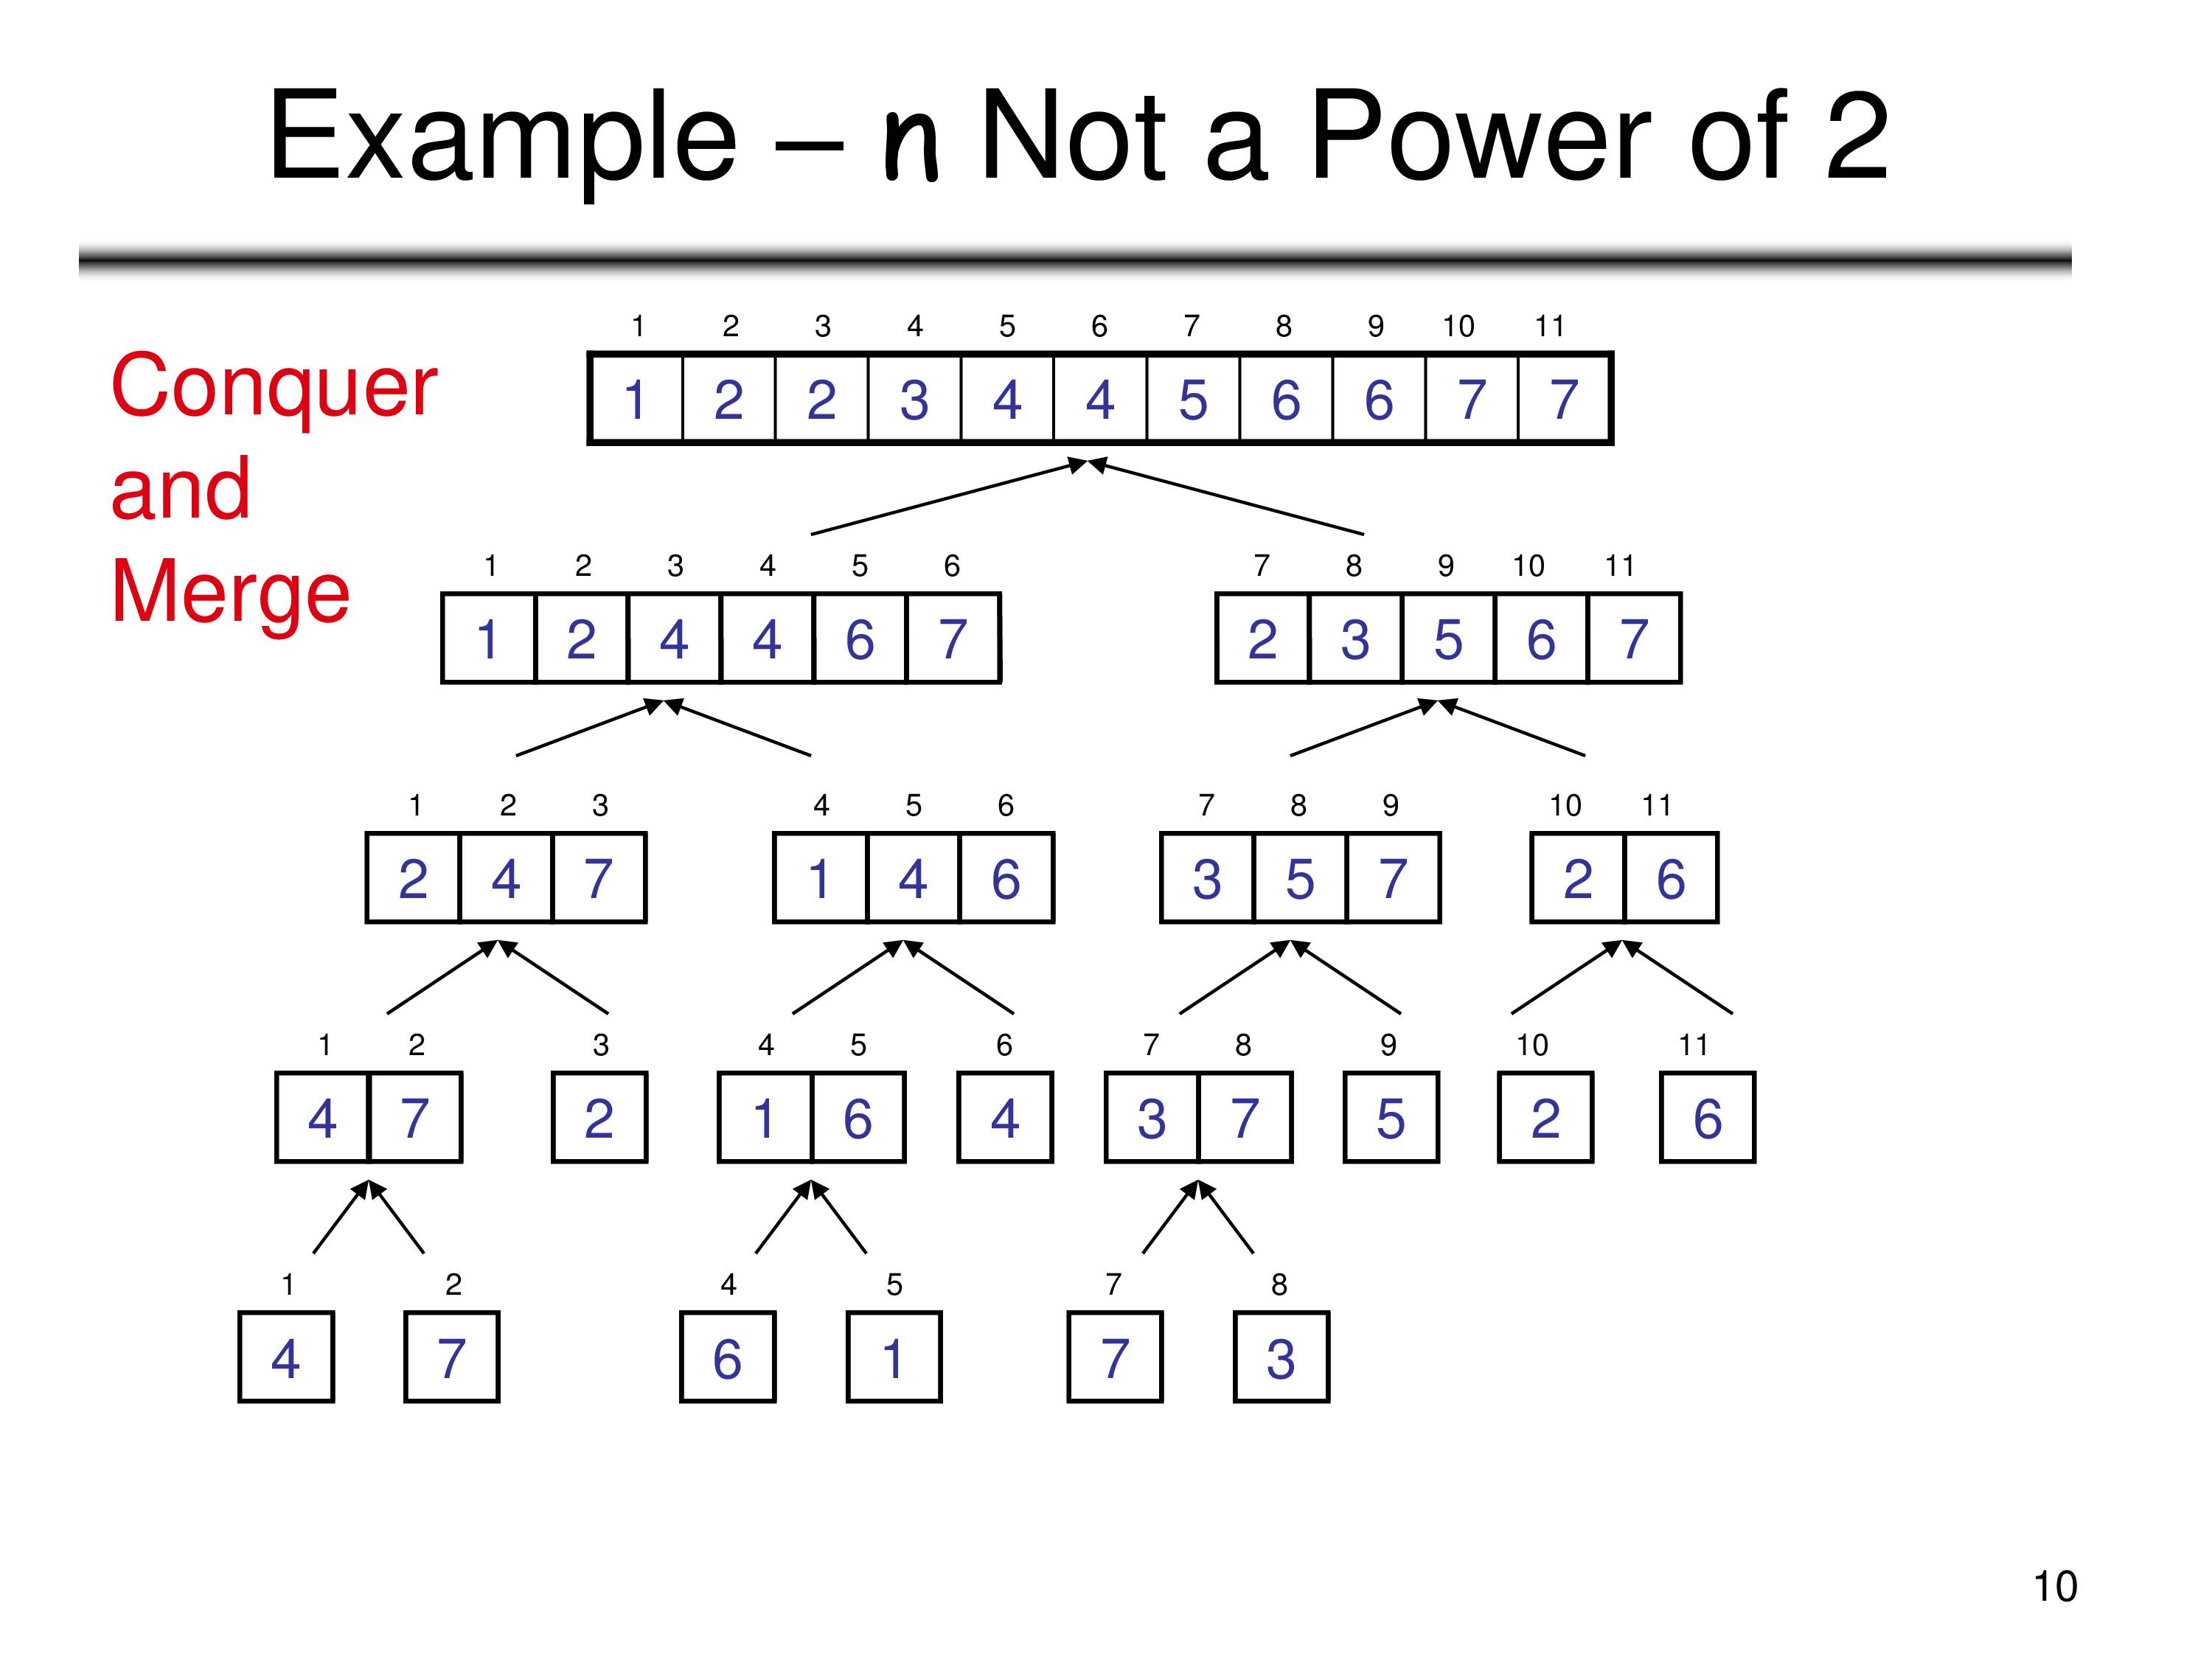 Example – n Not a Power of 2
Conquer
and
Merge
1 2 3 4 5 6 7 8 9 10 11
1 2 2 3 4 4 5 6 6 7 7
1 2 3 4 5 6 7 8 9 10 11
1 2 4 4 6 7 2 3 5 6 7
1 2 3 4 5 6 7 8 9 10 11
2 4 7 1 4 6 3 5 7 2 6
1 2 3 4 5 6 7 8 9 10 11
4 7 2 1 6 4 3 7 5 2 6
1 2 4 5 7 8
4 7 6 1 7 3
10